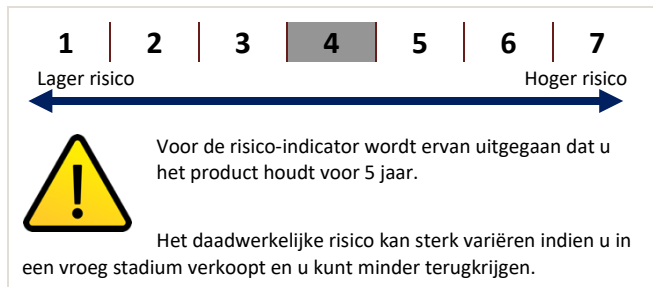 1 2 3 4 5 6 7
Lager risico Hoger risico
Voor de risico-indicator wordt ervan uitgegaan dat u
het product houdt voor 5 jaar.
Het daadwerkelijke risico kan sterk variëren indien u in
een vroeg stadium verkoopt en u kunt minder terugkrijgen.